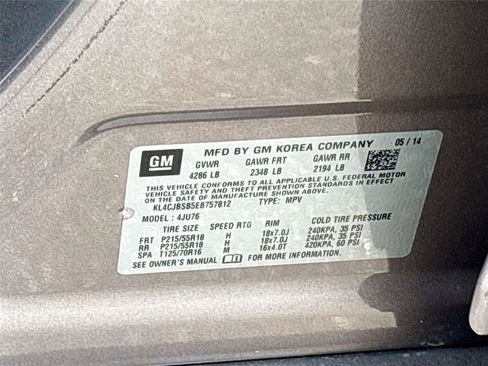 GM
MFD BY GM KOREA COMPANY 05/14
GVWR GAWR FRT GAWR RR
4286 LB 2348 LB 2194 LB
THIS VEHICLE CONFORMS TO ALL APPLICABLE U.S. FEDERAL MOTOR
VEHICLE SAFETY, BUMPER, AND THEFT PREVENTION STANDARDS IN
EFFECT ON THE DATE OF MANUFACTURE SHOWN ABOVE.
KL4CJBSB5EB757812 TYPE: MPV
MODEL: 4JU76
TIRE SIZE SPEED RTG RIM COLD TIRE PRESSURE
FRT P215/55R18 H 18x7.0J 240KPA, 35 PSI
RR P215/55R18 H 18x7.0J 240KPA, 35 PSI
SPA T125/70R16 M 16x4.0T 420KPA, 60 PSI
SEE OWNER'S MANUAL FOR MORE INFORMATION.